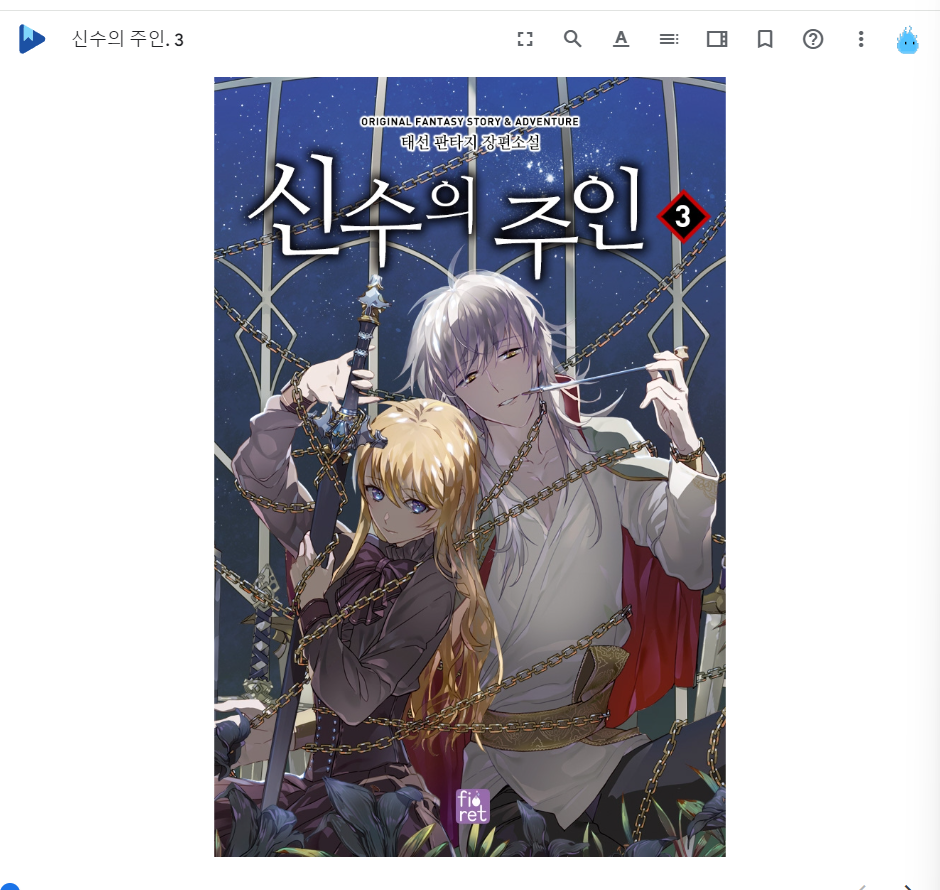 신수의 주인. 3
ORIGINAL FANTASY STORY & ADVENTURE
대선 판타지 장편소설
신수의 주인
3
fio
ret